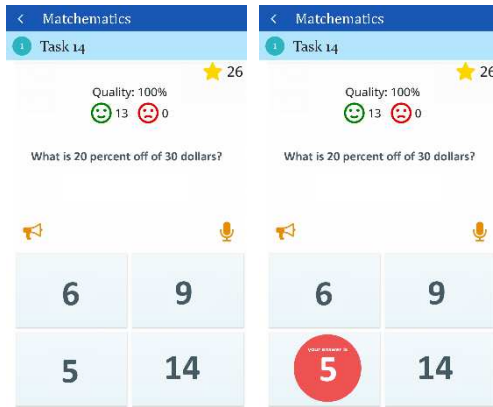 Matchematics
1 Task 14
26
Quality: 100%
13 0
What is 20 percent off of 30 dollars?
6 9
5 14
Matchematics
1 Task 14
26
Quality: 100%
13 0
What is 20 percent off of 30 dollars?
6 9
your answer is
5 14